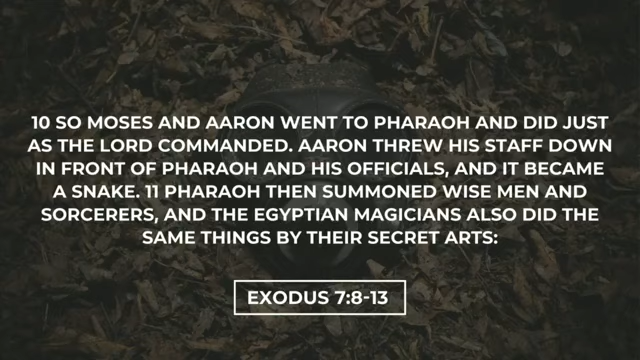 10 SO MOSES AND AARON WENT TO PHARAOH AND DID JUST
AS THE LORD COMMANDED. AARON THREW HIS STAFF DOWN
IN FRONT OF PHARAOH AND HIS OFFICIALS, AND IT BECAME
A SNAKE. 11 PHARAOH THEN SUMMONED WISE MEN AND
SORCERERS, AND THE EGYPTIAN MAGICIANS ALSO DID THE
SAME THINGS BY THEIR SECRET ARTS:
EXODUS 7:8-13